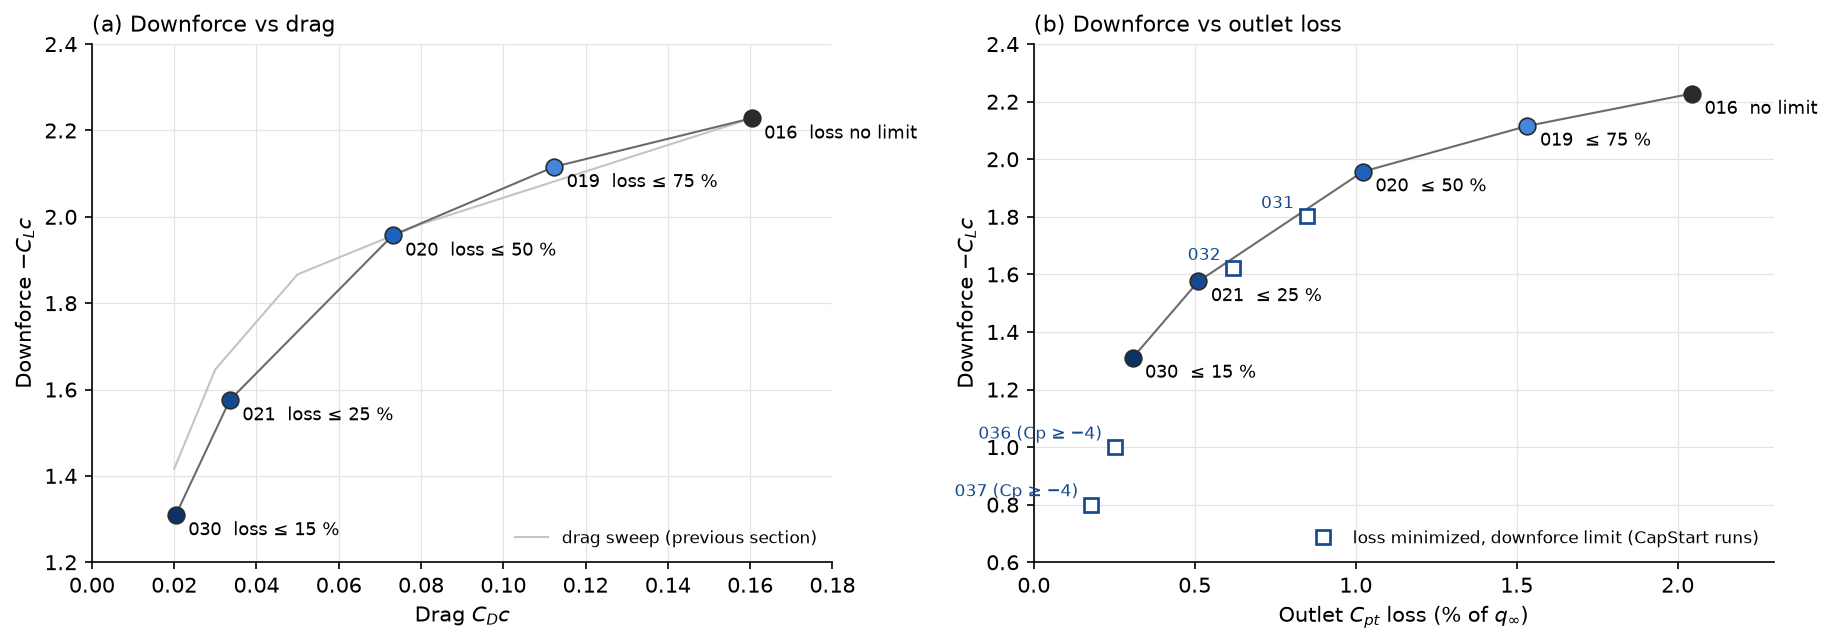 (a) Downforce vs drag
2.4
2.2
2.0
1.8
1.6
1.4
1.2
Downforce −C_L c
016  loss no limit
019  loss ≤ 75 %
020  loss ≤ 50 %
021  loss ≤ 25 %
030  loss ≤ 15 %
drag sweep (previous section)
0.00 0.02 0.04 0.06 0.08 0.10 0.12 0.14 0.16 0.18
Drag C_D c
(b) Downforce vs outlet loss
2.4
2.2
2.0
1.8
1.6
1.4
1.2
1.0
0.8
0.6
Downforce −C_L c
016  no limit
019  ≤ 75 %
020  ≤ 50 %
031
032
021  ≤ 25 %
030  ≤ 15 %
036 (Cp ≥ −4)
037 (Cp ≥ −4)
loss minimized, downforce limit (CapStart runs)
0.0 0.5 1.0 1.5 2.0
Outlet C_pt loss (% of q_∞)